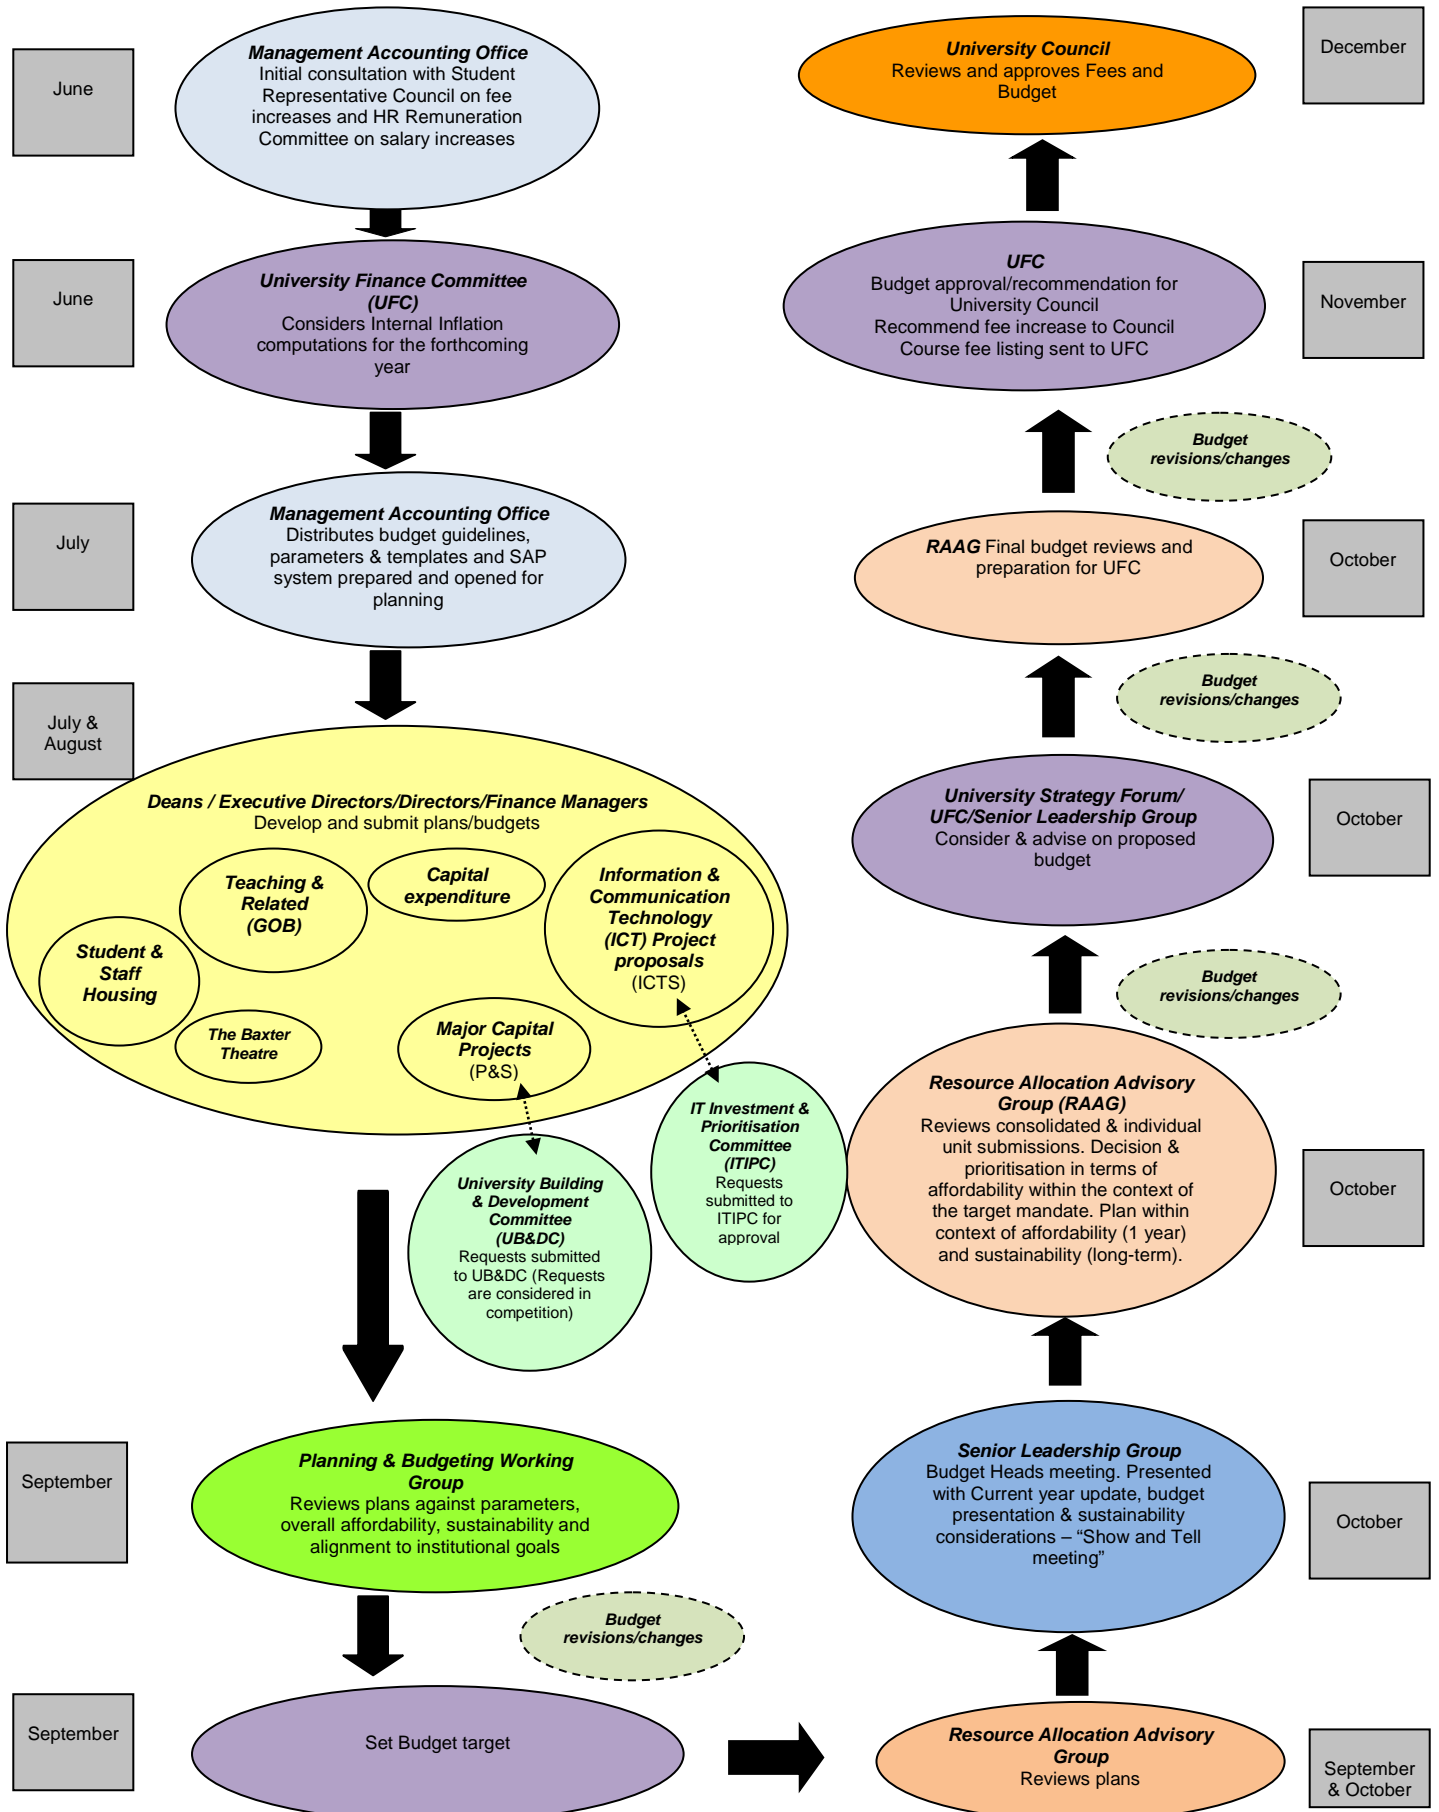 June
Management Accounting Office
Initial consultation with Student
Representative Council on fee
increases and HR Remuneration
Committee on salary increases
June
University Finance Committee
(UFC)
Considers Internal Inflation
computations for the forthcoming
year
July
Management Accounting Office
Distributes budget guidelines,
parameters & templates and SAP
system prepared and opened for
planning
July &
August
Deans / Executive Directors/Directors/Finance Managers
Develop and submit plans/budgets
Teaching &
Related
(GOB)
Capital
expenditure
Information &
Communication
Technology
(ICT) Project
proposals
(ICTS)
Student &
Staff
Housing
The Baxter
Theatre
Major Capital
Projects
(P&S)
University Building
& Development
Committee
(UB&DC)
Requests submitted
to UB&DC (Requests
are considered in
competition)
IT Investment &
Prioritisation
Committee
(ITIPC)
Requests
submitted to
ITIPC for
approval
September
Planning & Budgeting Working
Group
Reviews plans against parameters,
overall affordability, sustainability and
alignment to institutional goals
Budget
revisions/changes
September
Set Budget target
Resource Allocation Advisory
Group
Reviews plans
September
& October
Senior Leadership Group
Budget Heads meeting. Presented
with Current year update, budget
presentation & sustainability
considerations – “Show and Tell
meeting”
October
Resource Allocation Advisory
Group (RAAG)
Reviews consolidated & individual
unit submissions. Decision &
prioritisation in terms of
affordability within the context of
the target mandate. Plan within
context of affordability (1 year)
and sustainability (long-term).
October
Budget
revisions/changes
University Strategy Forum/
UFC/Senior Leadership Group
Consider & advise on proposed
budget
October
Budget
revisions/changes
RAAG Final budget reviews and
preparation for UFC
October
Budget
revisions/changes
UFC
Budget approval/recommendation for
University Council
Recommend fee increase to Council
Course fee listing sent to UFC
November
University Council
Reviews and approves Fees and
Budget
December